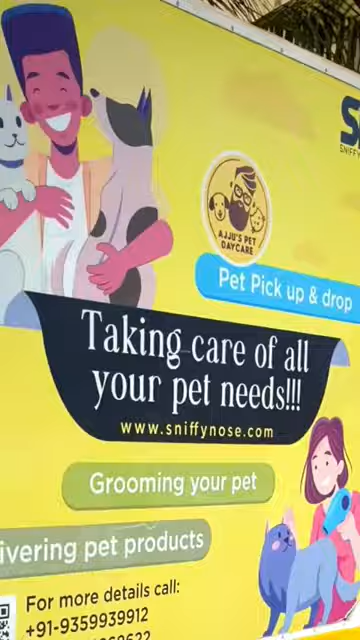 SNIFFY
AJJU'S PET
DAYCARE
Pet Pick up & drop
Taking care of all
your pet needs!!!
www.sniffynose.com
Grooming your pet
ivering pet products
For more details call:
+91-9359939912